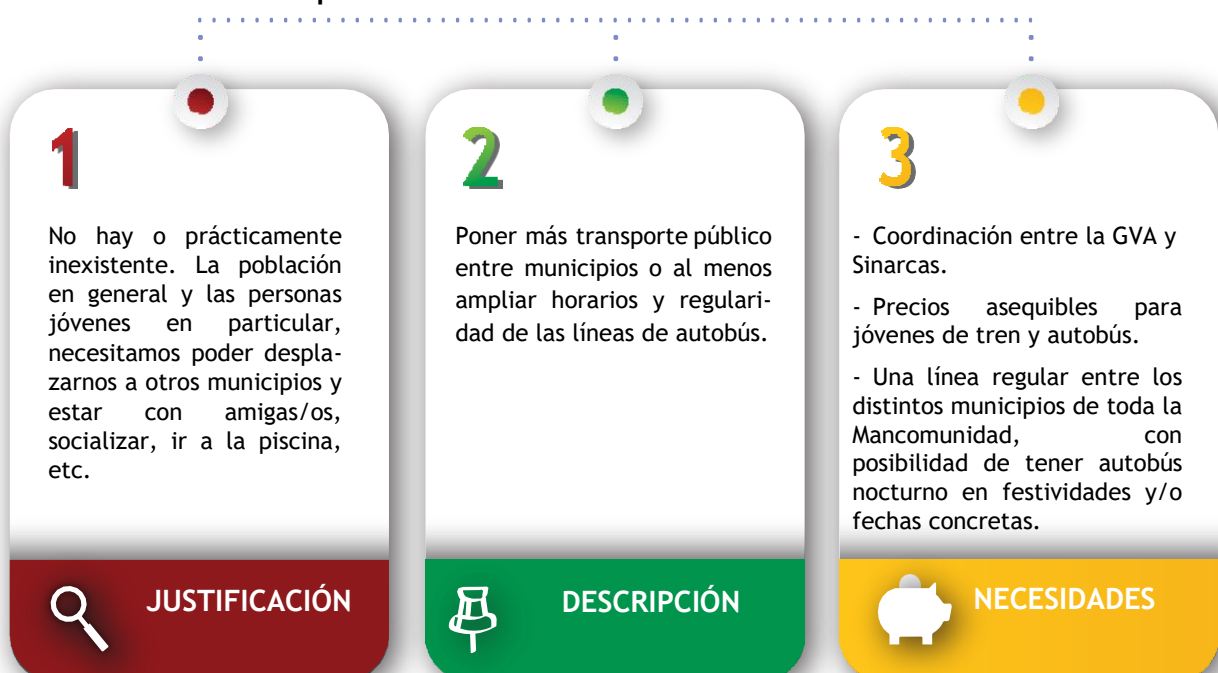 1
No hay o prácticamente
inexistente. La población
en general y las personas
jóvenes en particular,
necesitamos poder despla-
zarnos a otros municipios y
estar con amigas/os,
socializar, ir a la piscina,
etc.
JUSTIFICACIÓN
2
Poner más transporte público
entre municipios o al menos
ampliar horarios y regulari-
dad de las líneas de autobús.
DESCRIPCIÓN
3
- Coordinación entre la GVA y
Sinarcas.
- Precios asequibles para
jóvenes de tren y autobús.
- Una línea regular entre los
distintos municipios de toda la
Mancomunidad, con
posibilidad de tener autobús
nocturno en festividades y/o
fechas concretas.
NECESIDADES